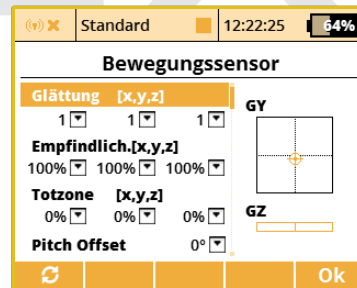 Standard 12:22:25 64%
Bewegungssensor
Glättung [x,y,z]
1 1 1
Empfindlich.[x,y,z]
100% 100% 100%
Totzone [x,y,z]
0% 0% 0%
Pitch Offset 0°
GY
GZ
Ok